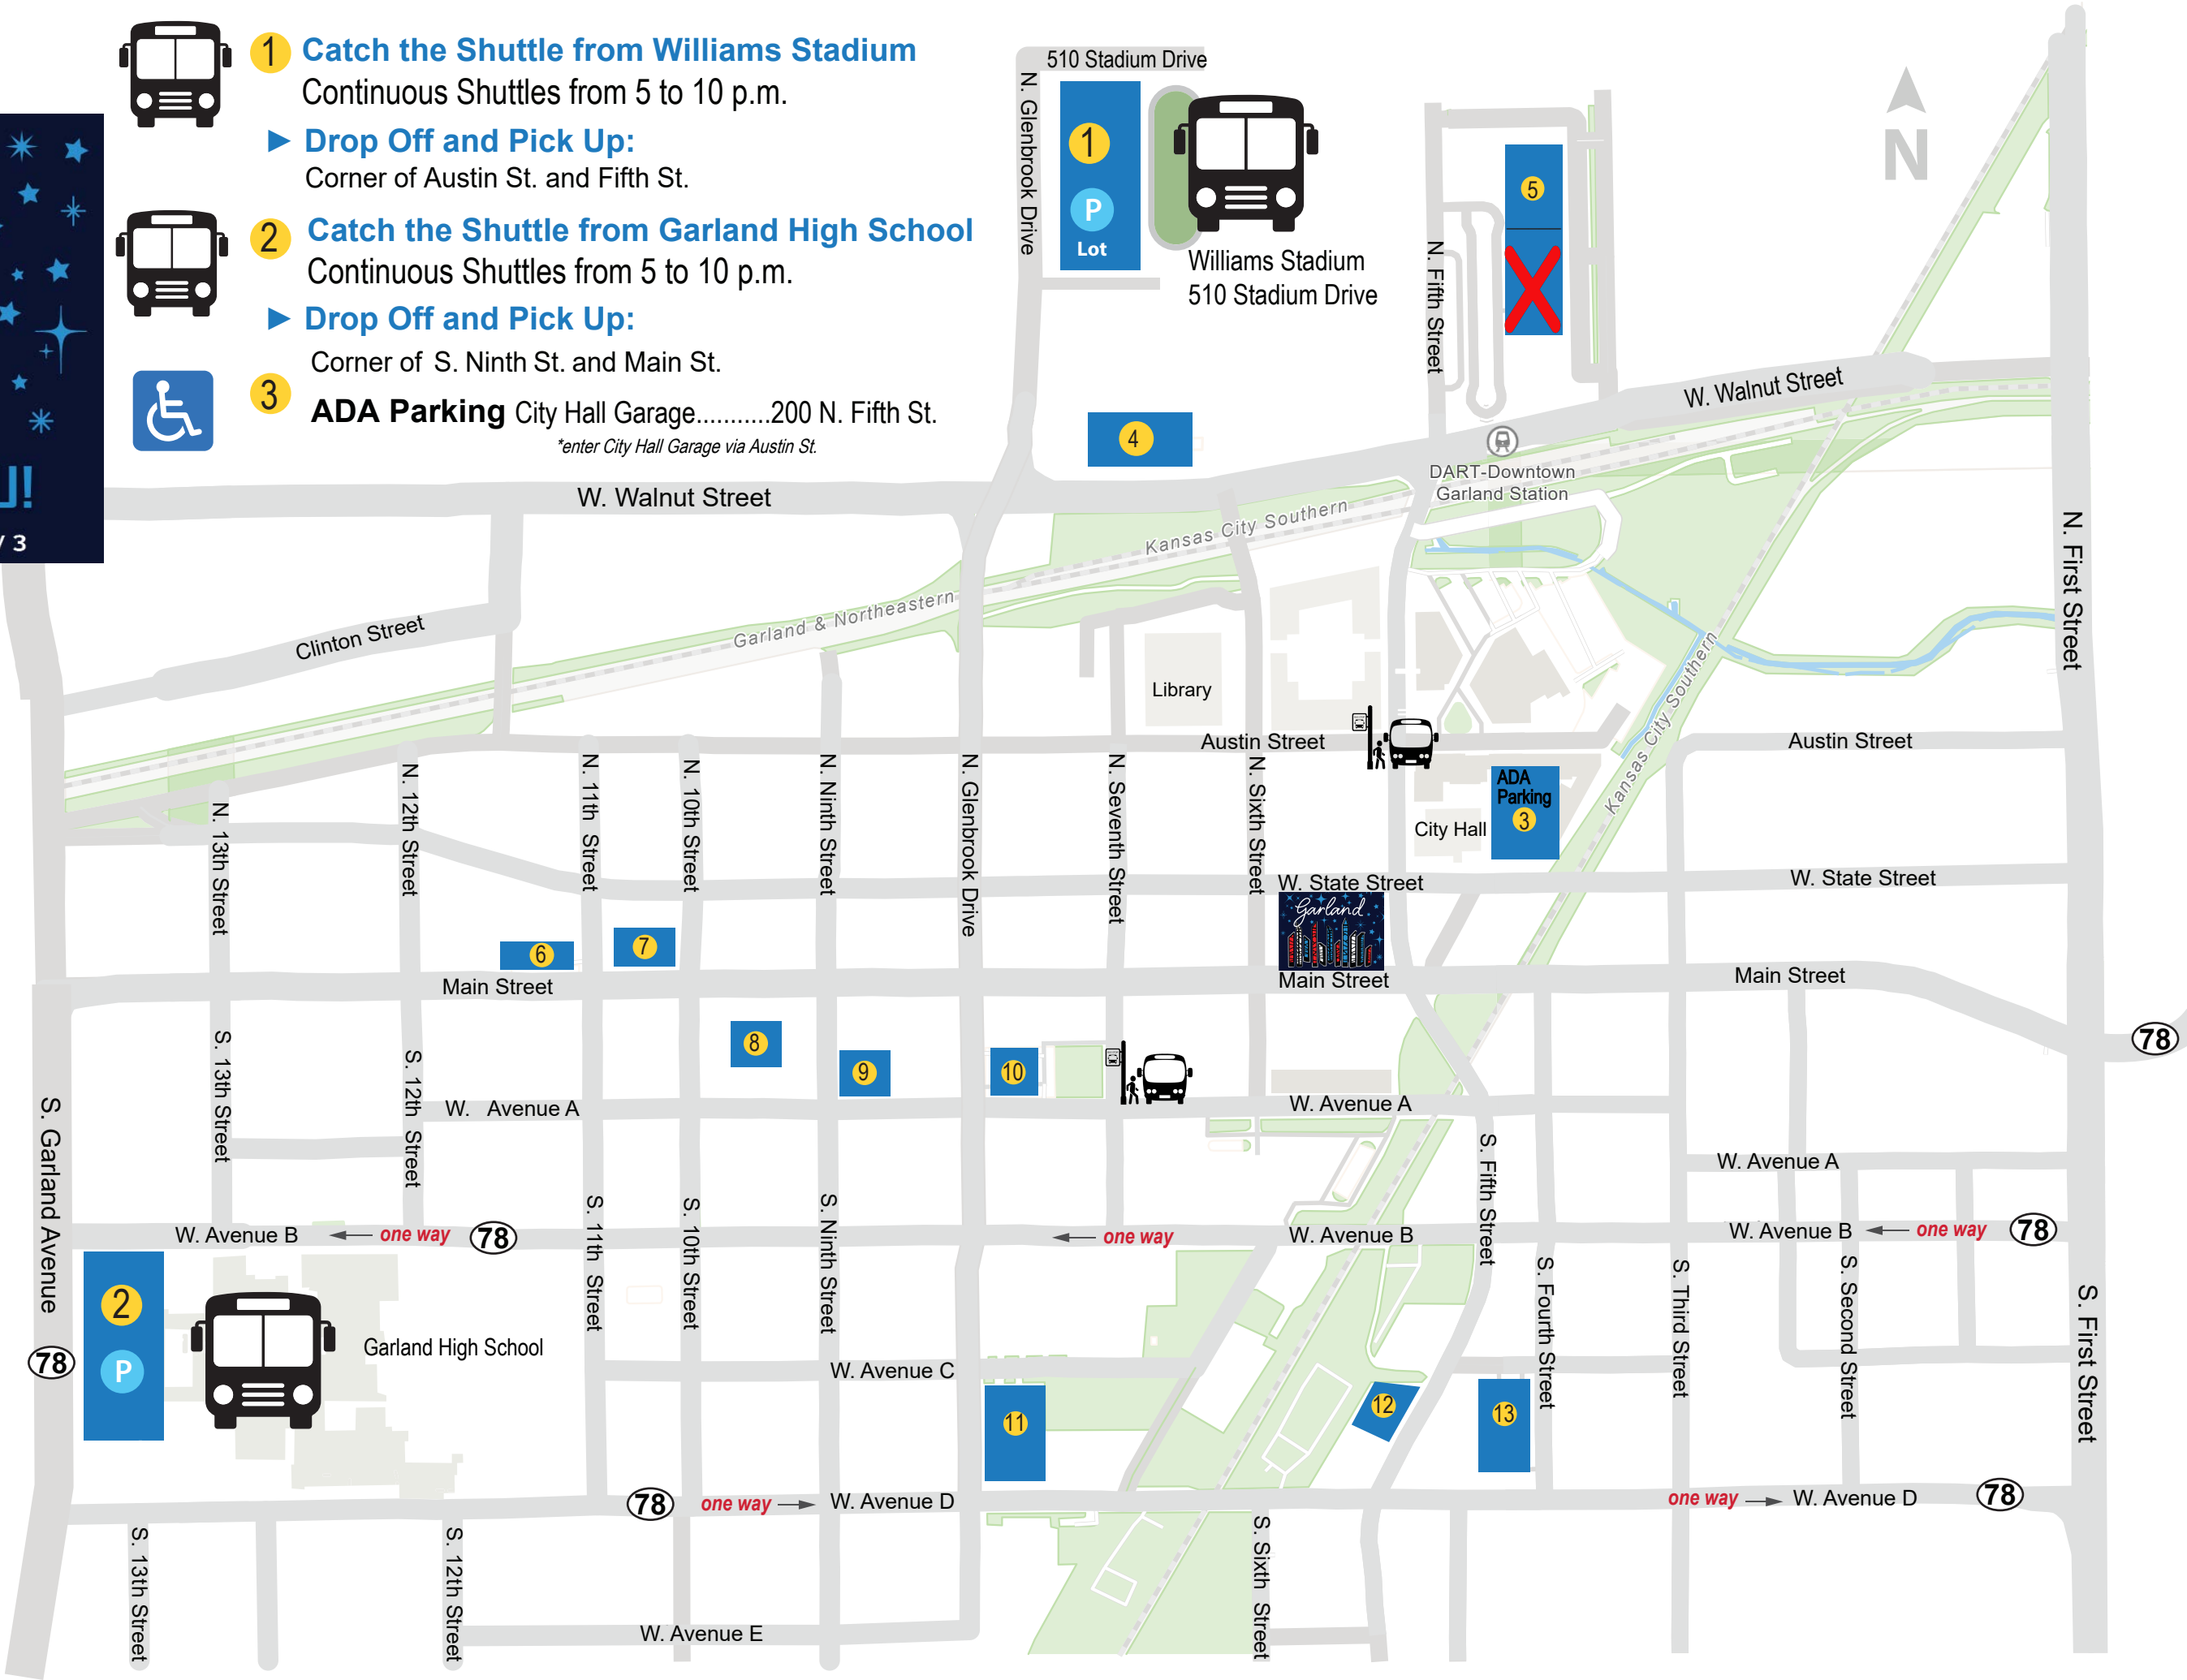 1 Catch the Shuttle from Williams Stadium
Continuous Shuttles from 5 to 10 p.m.
► Drop Off and Pick Up:
Corner of Austin St. and Fifth St.
2 Catch the Shuttle from Garland High School
Continuous Shuttles from 5 to 10 p.m.
► Drop Off and Pick Up:
Corner of S. Ninth St. and Main St.
3 ADA Parking City Hall Garage...........200 N. Fifth St.
*enter City Hall Garage via Austin St.
/ 3
510 Stadium Drive
N. Glenbrook Drive
1
P
Lot
Williams Stadium
510 Stadium Drive
N. Fifth Street
5
N
W. Walnut Street
4
DART-Downtown
Garland Station
W. Walnut Street
Kansas City Southern
N. First Street
Clinton Street
Garland & Northeastern
Library
Kansas City Southern
Austin Street
Austin Street
N. 13th Street
N. 12th Street
N. 11th Street
N. 10th Street
N. Ninth Street
N. Glenbrook Drive
N. Seventh Street
N. Sixth Street
ADA
Parking
3
City Hall
W. State Street
W. State Street
Garland
6
7
Main Street
Main Street
Main Street
78
S. 13th Street
S. 12th Street
8
9
10
S. Garland Avenue
W. Avenue A
W. Avenue A
S. Fifth Street
W. Avenue A
W. Avenue B
one way
78
S. 11th Street
S. 10th Street
S. Ninth Street
one way
W. Avenue B
W. Avenue B
one way
78
2
P
Garland High School
78
S. Fourth Street
S. Third Street
S. Second Street
S. First Street
W. Avenue C
11
12
13
78
one way
W. Avenue D
one way
W. Avenue D
78
S. 13th Street
S. 12th Street
S. Sixth Street
W. Avenue E